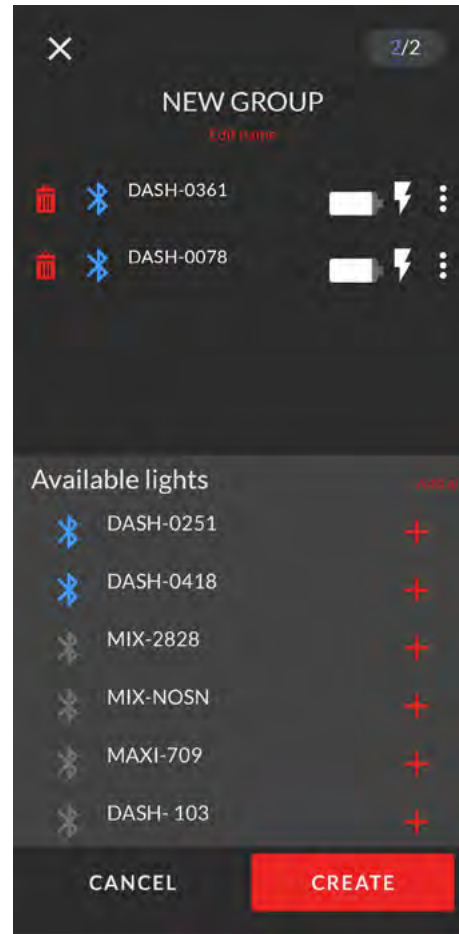 2/2
NEW GROUP
Edit name
DASH-0361
DASH-0078
Available lights
DASH-0251
DASH-0418
MIX-2828
MIX-NOSN
MAXI-709
DASH- 103
CANCEL CREATE